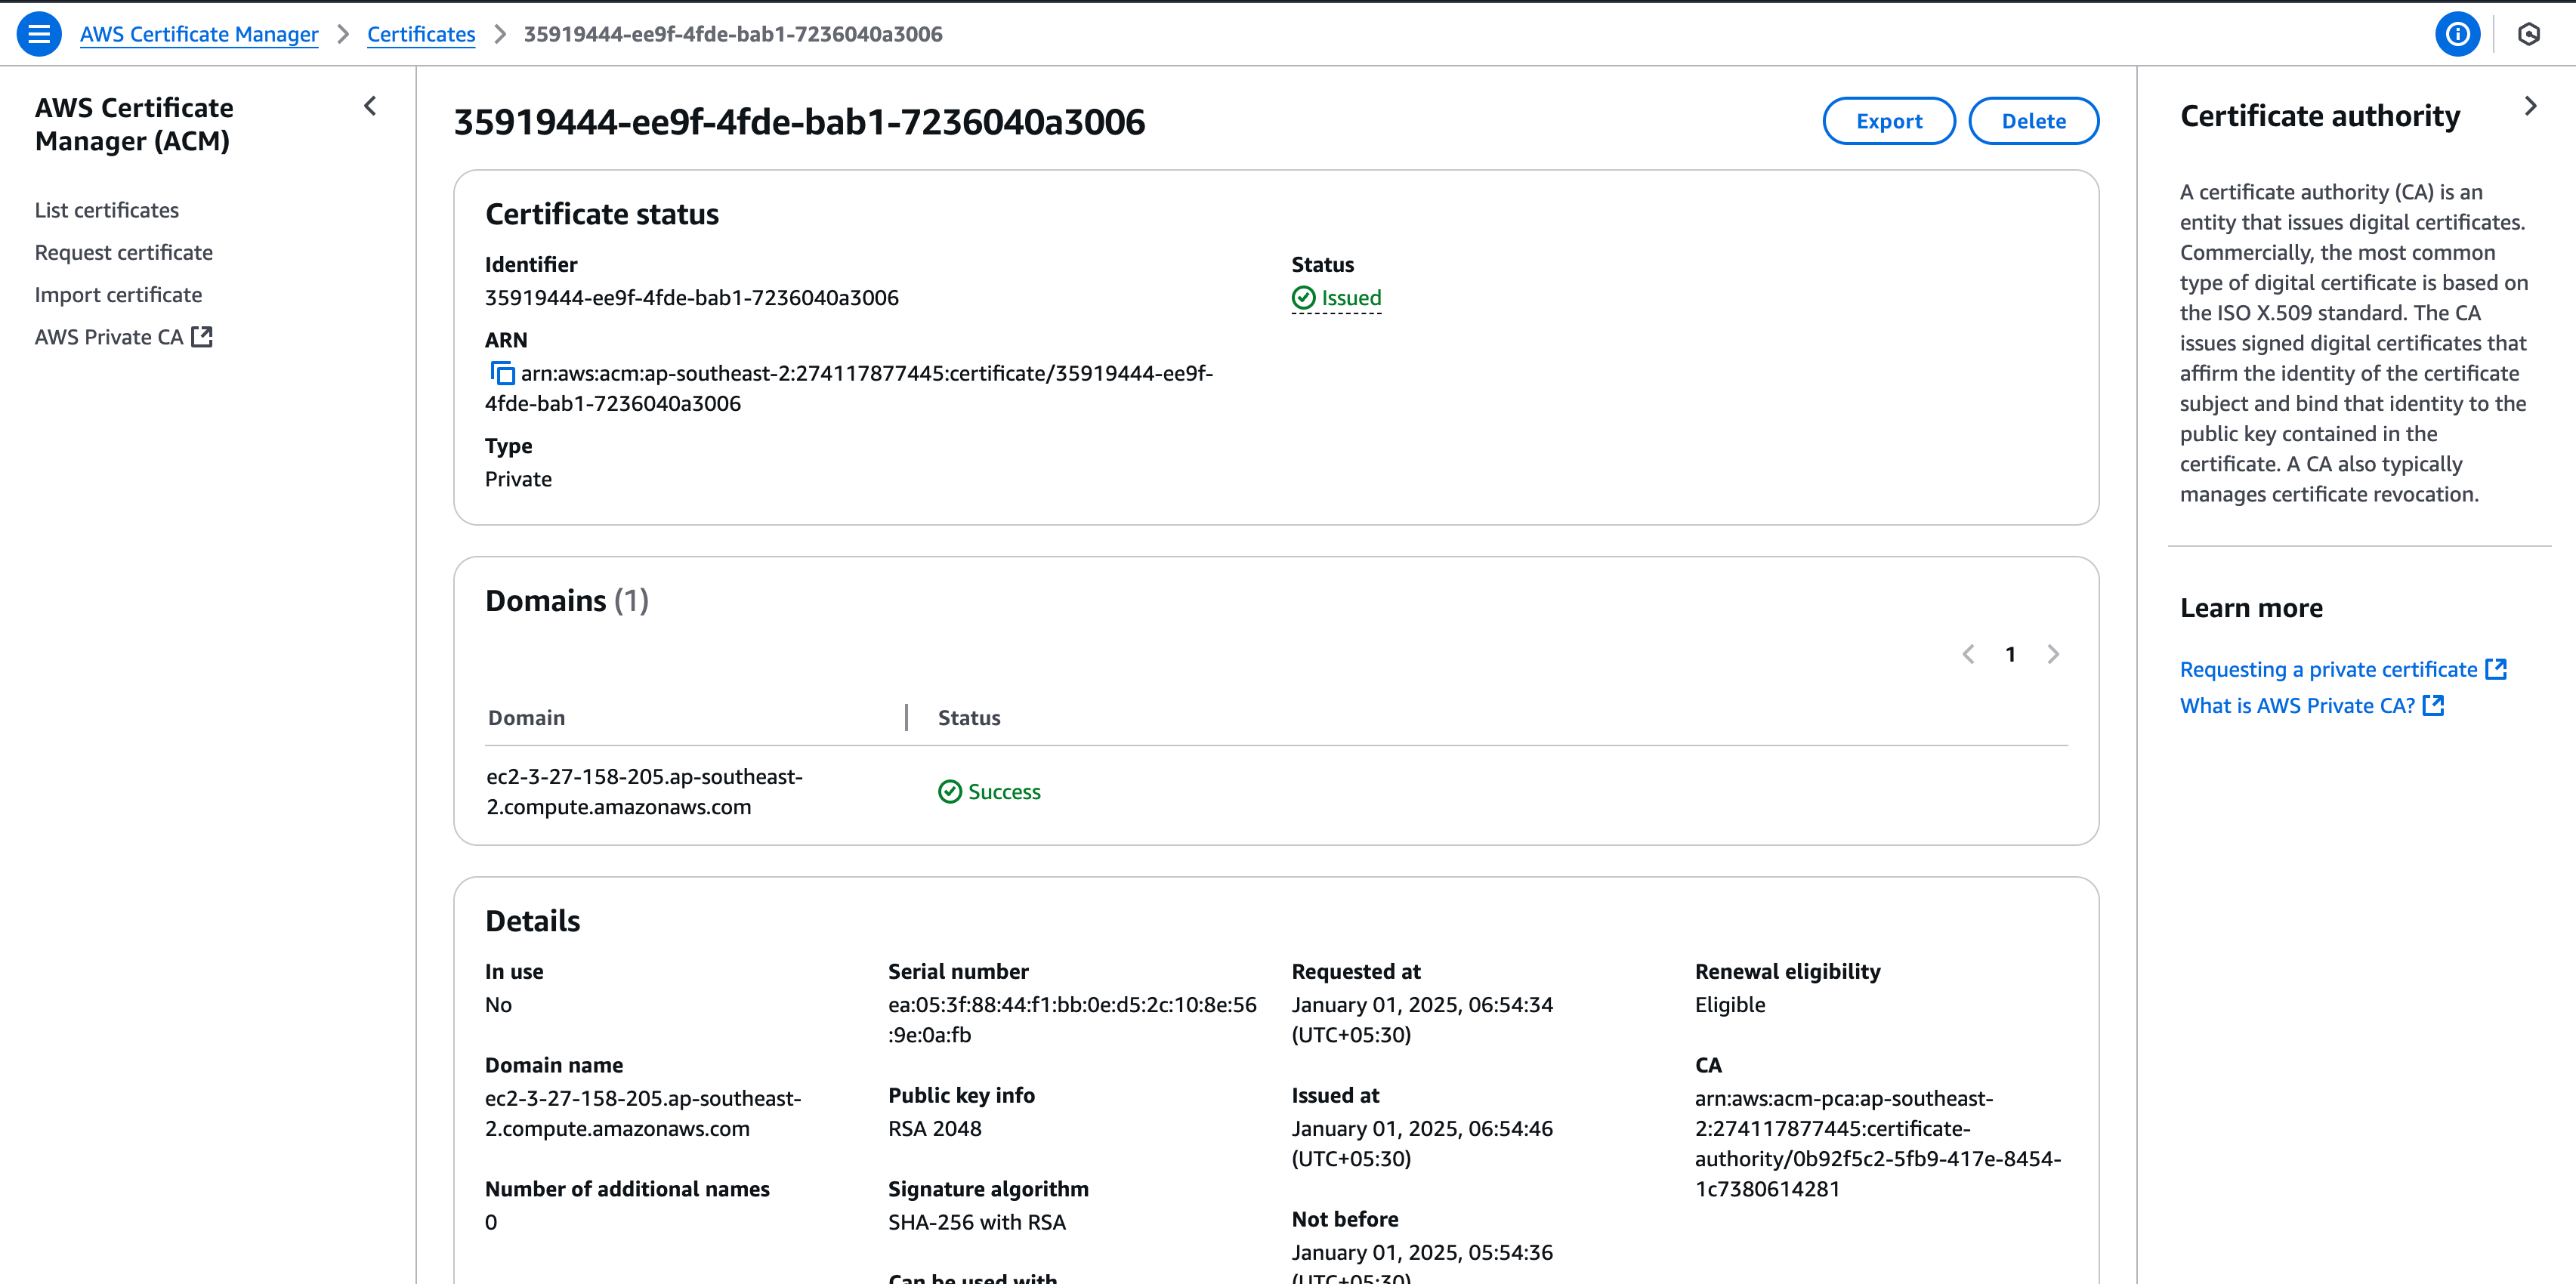 AWS Certificate Manager
Certificates
35919444-ee9f-4fde-bab1-7236040a3006
AWS Certificate
Manager (ACM)
List certificates
Request certificate
Import certificate
AWS Private CA
35919444-ee9f-4fde-bab1-7236040a3006
Export
Delete
Certificate status
Identifier
35919444-ee9f-4fde-bab1-7236040a3006
ARN
arn:aws:acm:ap-southeast-2:274117877445:certificate/35919444-ee9f-
4fde-bab1-7236040a3006
Type
Private
Status
Issued
Domains (1)
1
Domain
Status
ec2-3-27-158-205.ap-southeast-
2.compute.amazonaws.com
Success
Details
In use
No
Domain name
ec2-3-27-158-205.ap-southeast-
2.compute.amazonaws.com
Number of additional names
0
Serial number
ea:05:3f:88:44:f1:bb:0e:d5:2c:10:8e:56
:9e:0a:fb
Public key info
RSA 2048
Signature algorithm
SHA-256 with RSA
Can be used with
Requested at
January 01, 2025, 06:54:34
(UTC+05:30)
Issued at
January 01, 2025, 06:54:46
(UTC+05:30)
Not before
January 01, 2025, 05:54:36
(UTC+05:30)
Renewal eligibility
Eligible
CA
arn:aws:acm-pca:ap-southeast-
2:274117877445:certificate-
authority/0b92f5c2-5fb9-417e-8454-
1c7380614281
Certificate authority
A certificate authority (CA) is an
entity that issues digital certificates.
Commercially, the most common
type of digital certificate is based on
the ISO X.509 standard. The CA
issues signed digital certificates that
affirm the identity of the certificate
subject and bind that identity to the
public key contained in the
certificate. A CA also typically
manages certificate revocation.
Learn more
Requesting a private certificate
What is AWS Private CA?